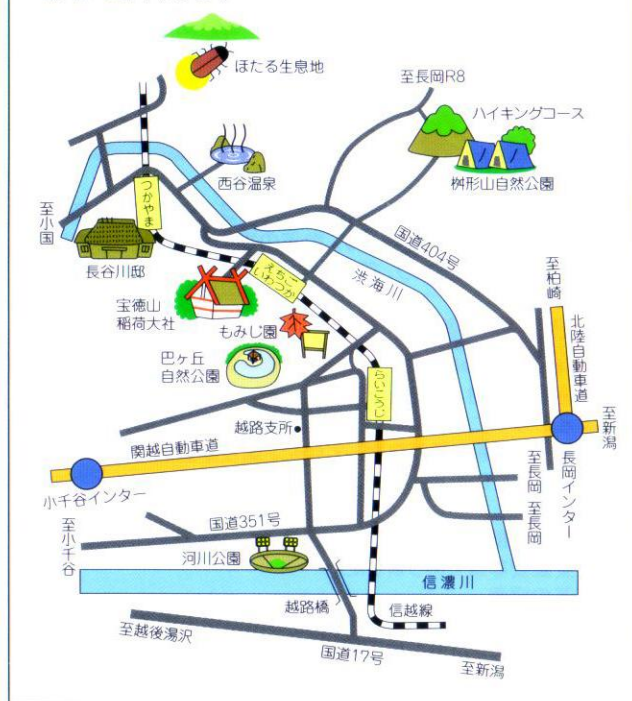 ほたる生息地
至長岡R8
ハイキングコース
桝形山自然公園
西谷温泉
つかやま
至小国
長谷川邸
国道404号
渋海川
えちご
いわつか
宝徳山
稲荷大社
もみじ園
巴ヶ丘
自然公園
至柏崎
北陸自動車道
らいこうじ
越路支所
関越自動車道
至新潟
小千谷インター
長岡インター
至長岡
至長岡
至小千谷
国道351号
河川公園
信濃川
越路橋
信越線
至越後湯沢
国道17号
至新潟